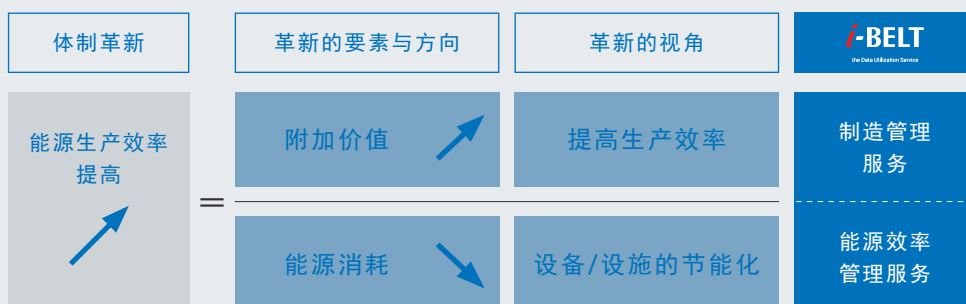 体制革新
革新的要素与方向
革新的视角
i-BELT
the Data Utilization Service
能源生产效率
提高
=
附加价值
提高生产效率
制造管理
服务
能源消耗
设备/设施的节能化
能源效率
管理服务